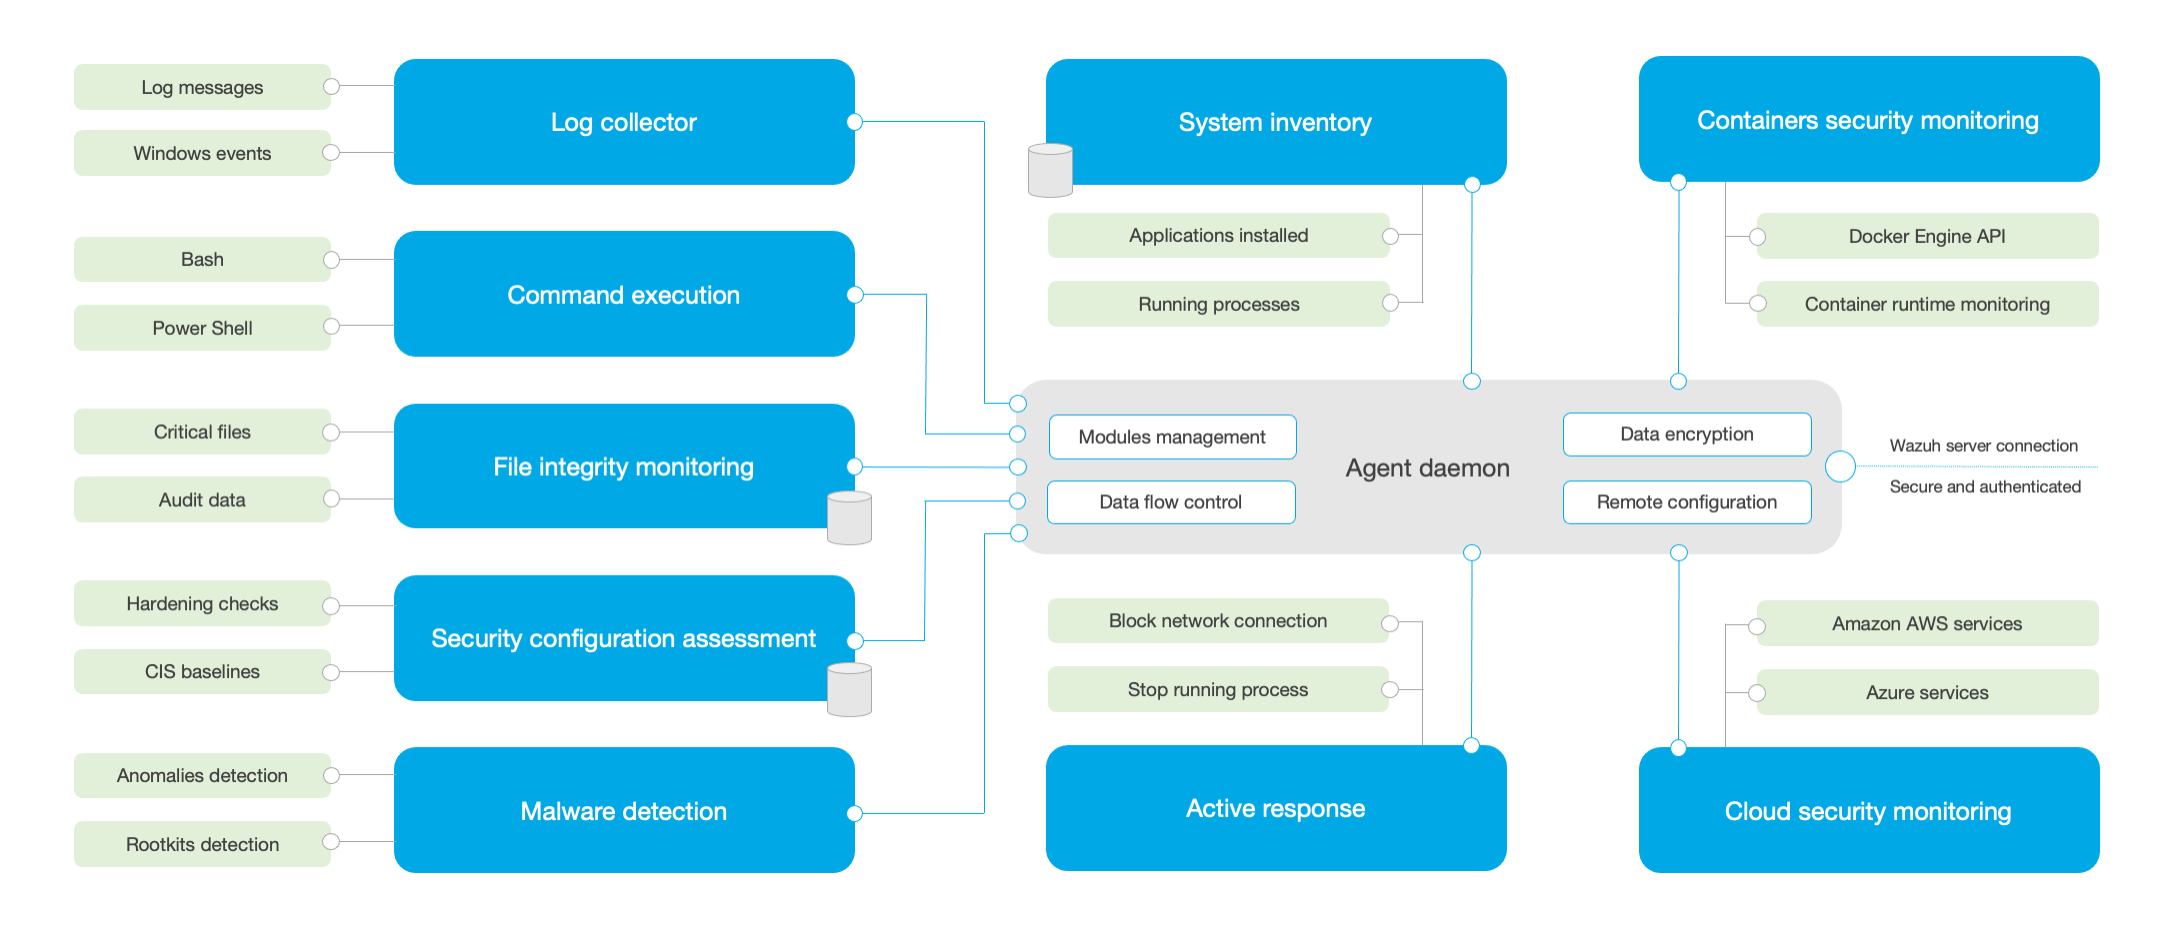 Log messages
Windows events
Log collector
Bash
Power Shell
Command execution
Critical files
Audit data
File integrity monitoring
Hardening checks
CIS baselines
Security configuration assessment
Anomalies detection
Rootkits detection
Malware detection
System inventory
Applications installed
Running processes
Containers security monitoring
Docker Engine API
Container runtime monitoring
Modules management
Data flow control
Agent daemon
Data encryption
Remote configuration
Wazuh server connection
Secure and authenticated
Block network connection
Stop running process
Active response
Amazon AWS services
Azure services
Cloud security monitoring